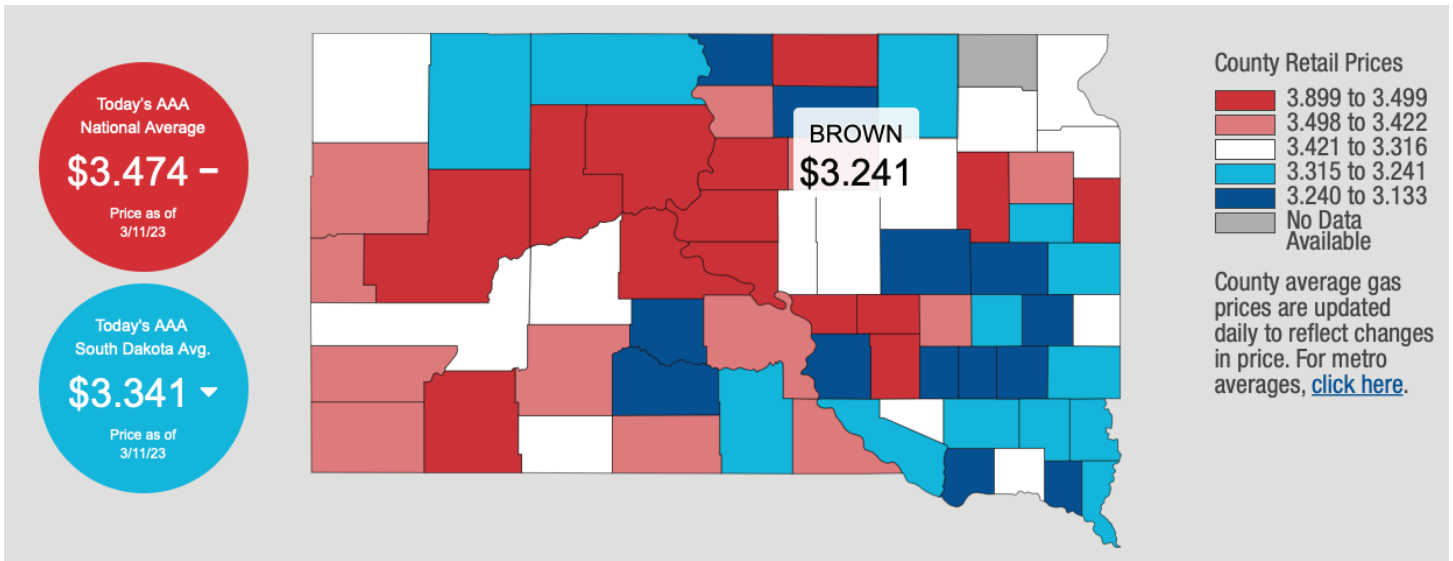 Today's AAA
National Average
$3.474 –
Price as of
3/11/23
Today's AAA
South Dakota Avg.
$3.341
Price as of
3/11/23
BROWN
$3.241
County Retail Prices
3.899 to 3.499
3.498 to 3.422
3.421 to 3.316
3.315 to 3.241
3.240 to 3.133
No Data
Available
County average gas
prices are updated
daily to reflect changes
in price. For metro
averages, click here.